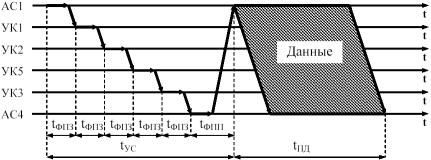 АС1
t
УК1
t
УК2
t
Данные
УК5
t
УК3
t
АС4
t
tФПЗ tФПЗ tФПЗ tФПЗ tФПЗ tФПП
tУС tПД